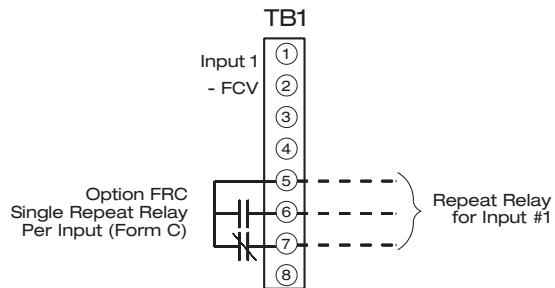 TB1
Input 1
- FCV
1
2
3
4
5
6
7
8
Option FRC
Single Repeat Relay
Per Input (Form C)
Repeat Relay
for Input #1